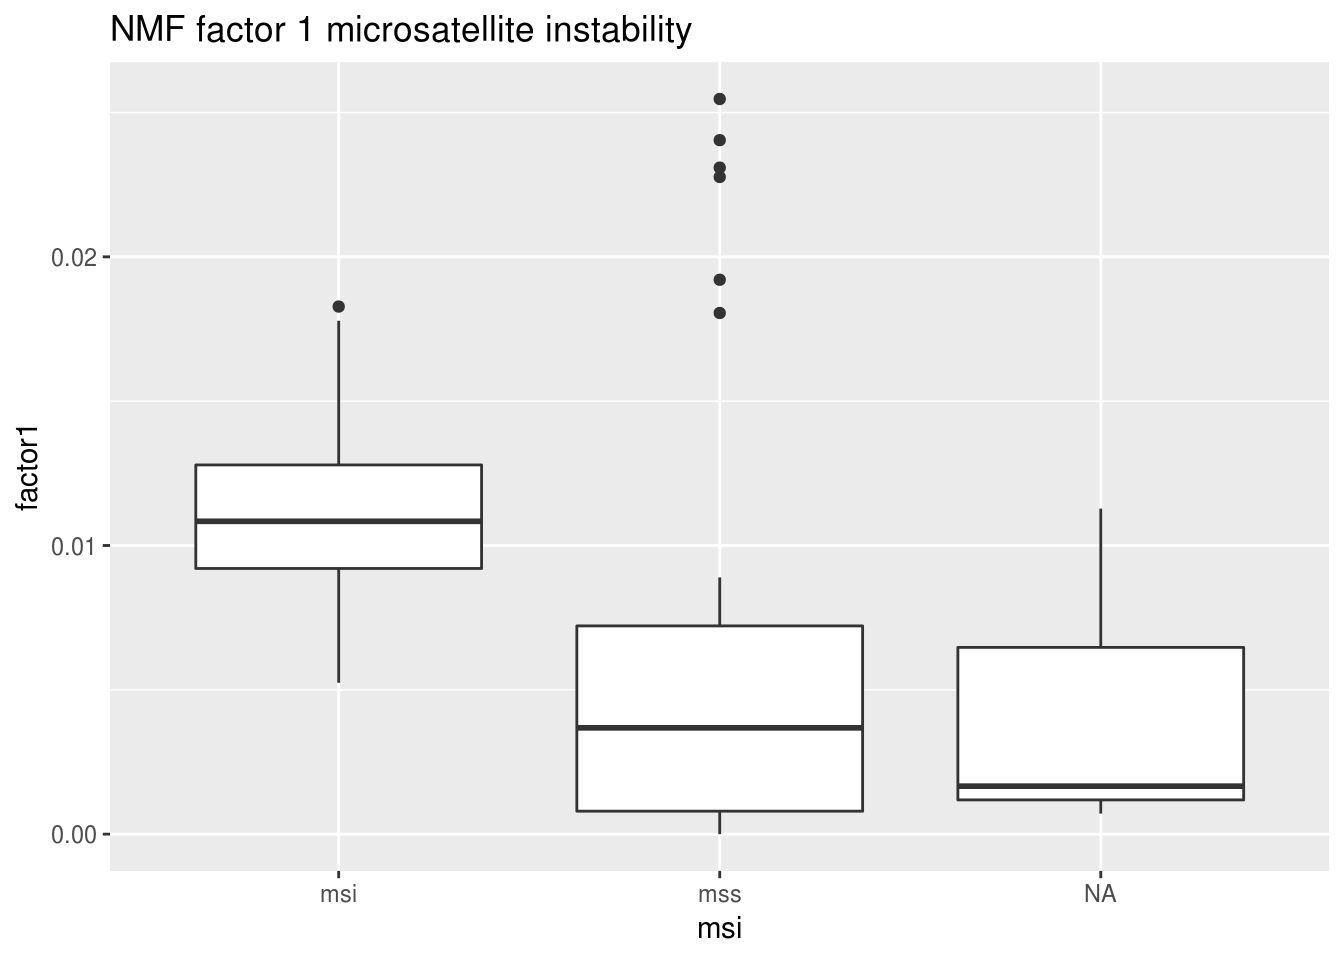 NMF factor 1 microsatellite instability
factor1
0.02
0.01
0.00
msi
mss
NA
msi